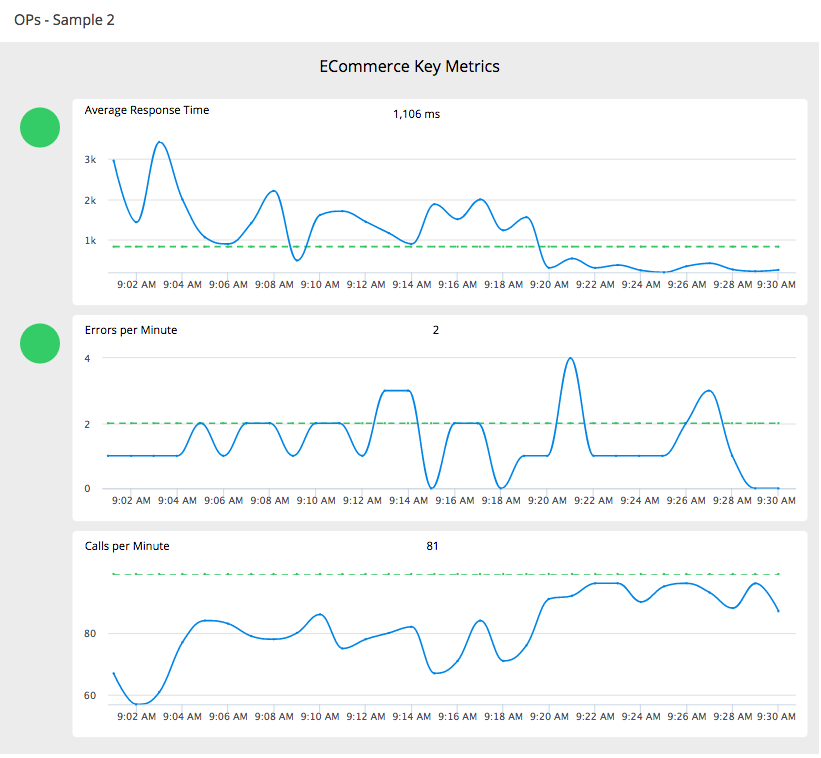 OPs - Sample 2
ECommerce Key Metrics
Average Response Time
1,106 ms
3k
2k
1k
9:02 AM 9:04 AM 9:06 AM 9:08 AM 9:10 AM 9:12 AM 9:14 AM 9:16 AM 9:18 AM 9:20 AM 9:22 AM 9:24 AM 9:26 AM 9:28 AM 9:30 AM
Errors per Minute
2
4
2
0
9:02 AM 9:04 AM 9:06 AM 9:08 AM 9:10 AM 9:12 AM 9:14 AM 9:16 AM 9:18 AM 9:20 AM 9:22 AM 9:24 AM 9:26 AM 9:28 AM 9:30 AM
Calls per Minute
81
80
60
9:02 AM 9:04 AM 9:06 AM 9:08 AM 9:10 AM 9:12 AM 9:14 AM 9:16 AM 9:18 AM 9:20 AM 9:22 AM 9:24 AM 9:26 AM 9:28 AM 9:30 AM